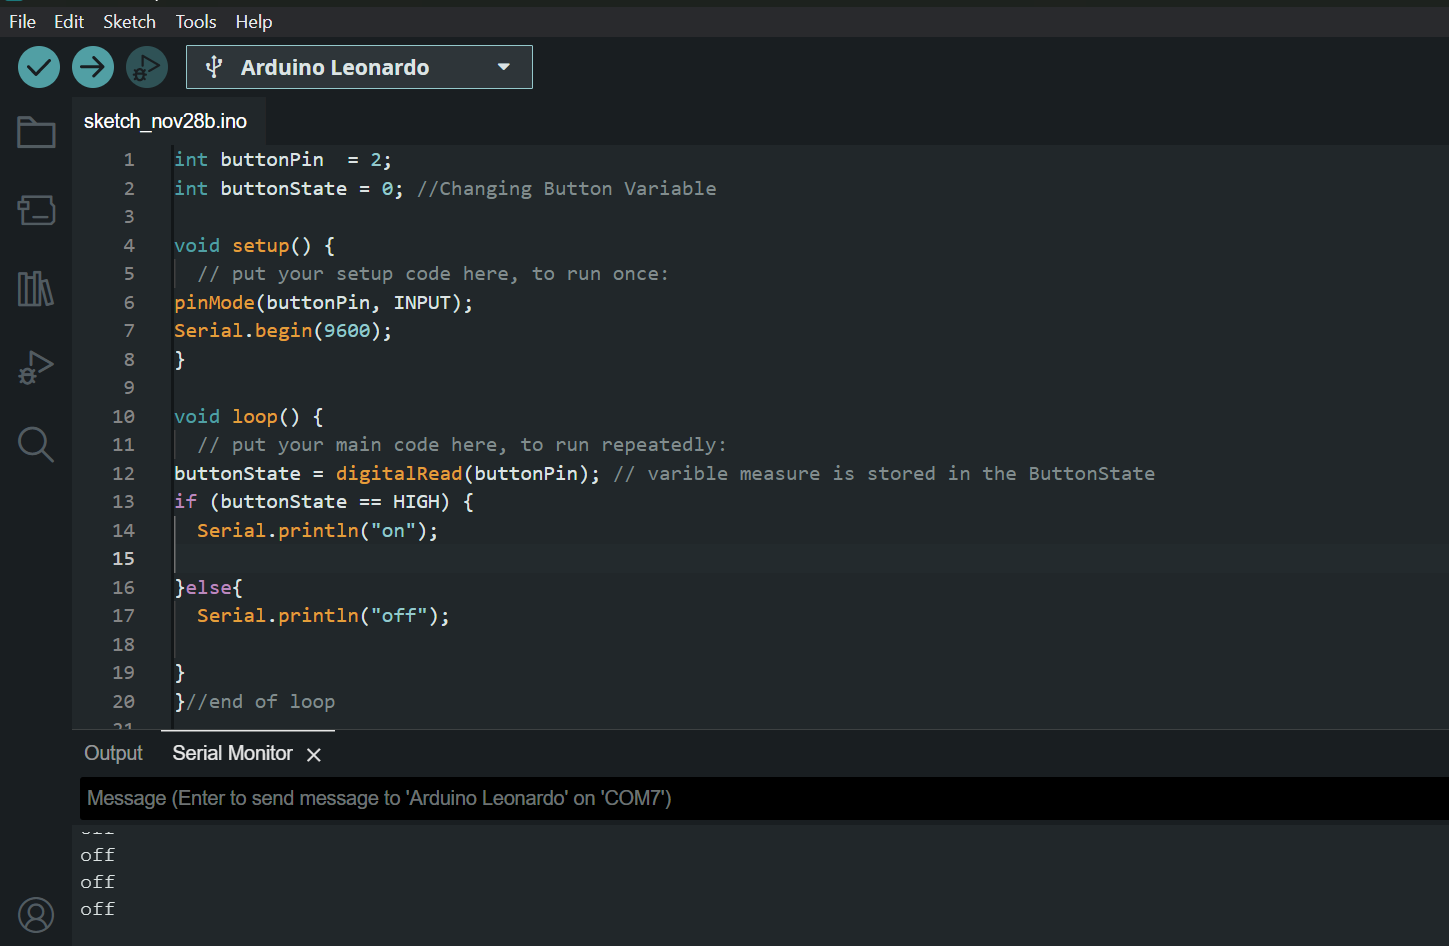 File Edit Sketch Tools Help
Arduino Leonardo
sketch_nov28b.ino
1 int buttonPin  = 2;
2 int buttonState = 0; //Changing Button Variable
3
4 void setup() {
5   // put your setup code here, to run once:
6 pinMode(buttonPin, INPUT);
7 Serial.begin(9600);
8 }
9
10 void loop() {
11   // put your main code here, to run repeatedly:
12 buttonState = digitalRead(buttonPin); // varible measure is stored in the ButtonState
13 if (buttonState == HIGH) {
14   Serial.println("on");
15
16 }else{
17   Serial.println("off");
18
19 }
20 }//end of loop
21
Output Serial Monitor
Message (Enter to send message to 'Arduino Leonardo' on 'COM7')
off
off
off